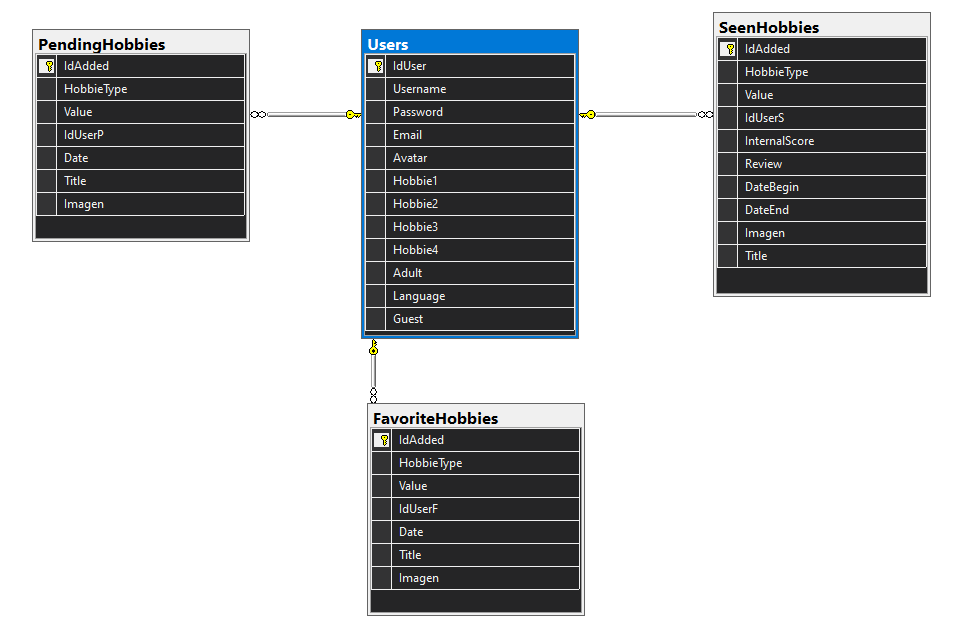 PendingHobbies
IdAdded
HobbieType
Value
IdUserP
Date
Title
Imagen
Users
IdUser
Username
Password
Email
Avatar
Hobbie1
Hobbie2
Hobbie3
Hobbie4
Adult
Language
Guest
SeenHobbies
IdAdded
HobbieType
Value
IdUserS
InternalScore
Review
DateBegin
DateEnd
Imagen
Title
FavoriteHobbies
IdAdded
HobbieType
Value
IdUserF
Date
Title
Imagen